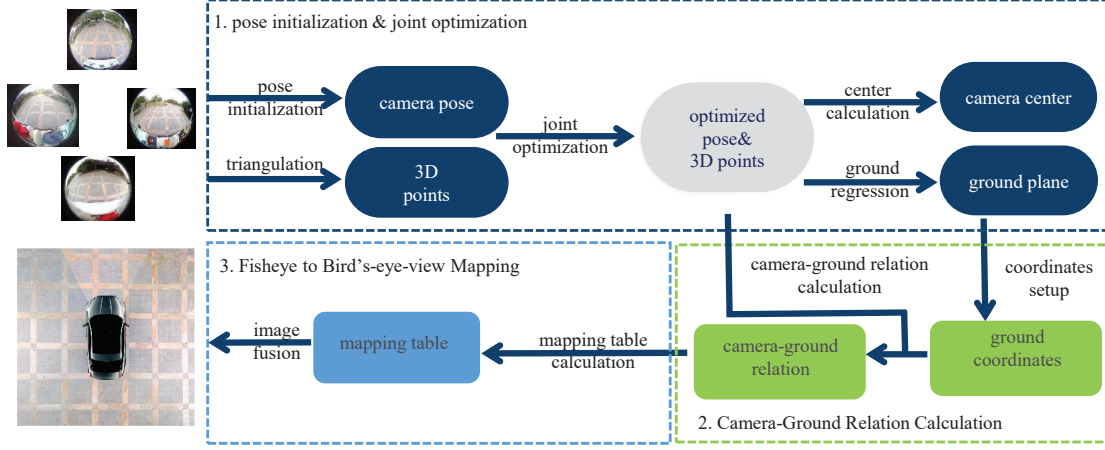 1. pose initialization & joint optimization
pose
initialization
camera pose
triangulation
3D
points
joint
optimization
optimized
pose&
3D points
center
calculation
camera center
ground
regression
ground plane
3. Fisheye to Bird's-eye-view Mapping
image
fusion
mapping table
mapping table
calculation
camera-ground relation
calculation
coordinates
setup
camera-ground
relation
ground
coordinates
2. Camera-Ground Relation Calculation